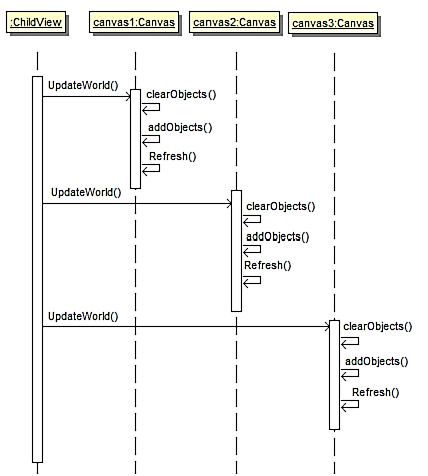 :ChildView
canvas1:Canvas
canvas2:Canvas
canvas3:Canvas
UpdateWorld()
clearObjects()
addObjects()
Refresh()
UpdateWorld()
clearObjects()
addObjects()
Refresh()
UpdateWorld()
clearObjects()
addObjects()
Refresh()